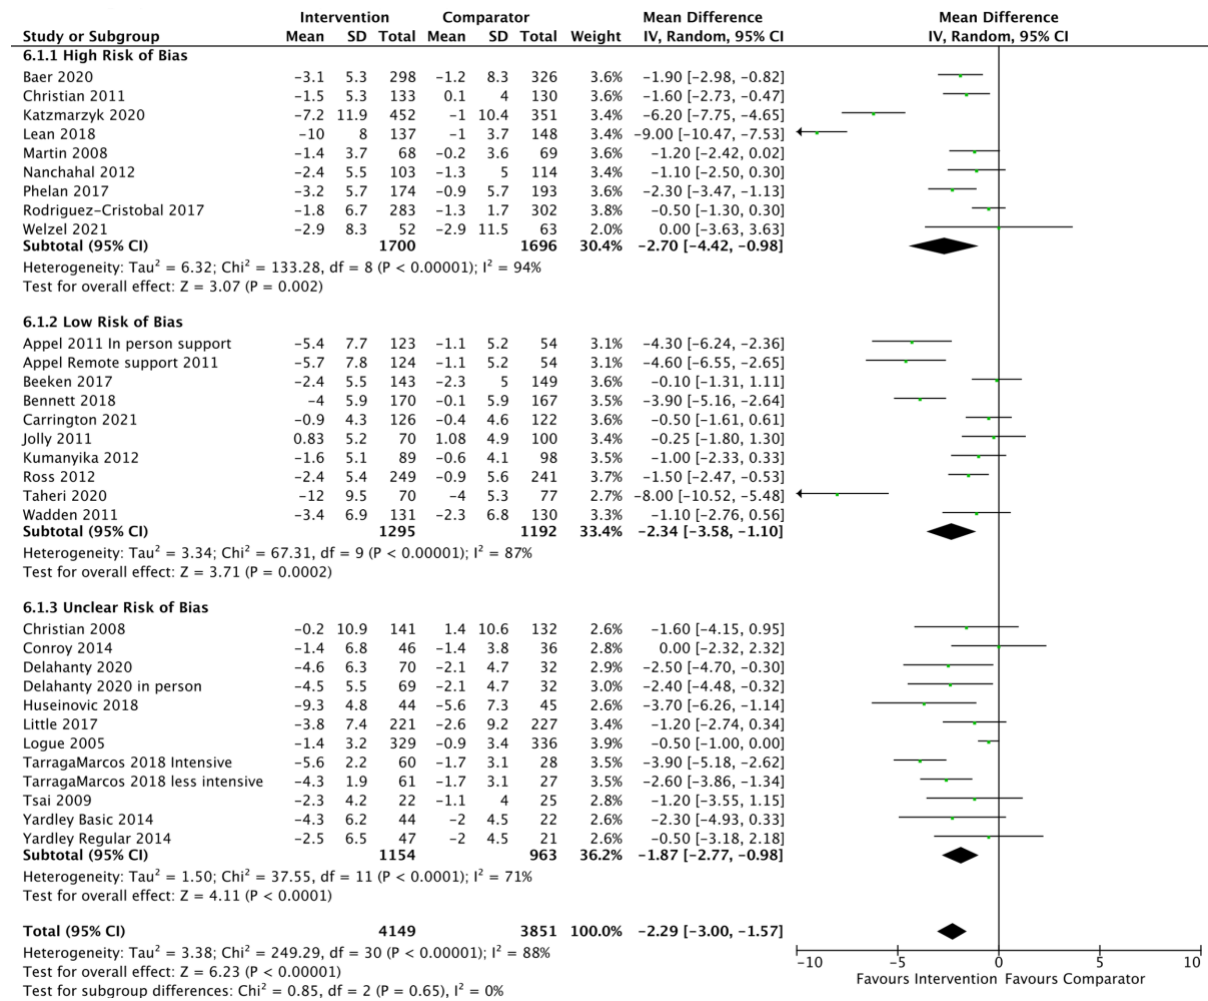 Intervention Comparator Mean Difference Mean Difference
Study or Subgroup Mean SD Total Mean SD Total Weight IV, Random, 95% CI IV, Random, 95% CI
6.1.1 High Risk of Bias
Baer 2020 −3.1 5.3 298 −1.2 8.3 326 3.6% −1.90 [−2.98, −0.82]
Christian 2011 −1.5 5.3 133 0.1 4 130 3.6% −1.60 [−2.73, −0.47]
Katzmarzyk 2020 −7.2 11.9 452 −1 10.4 351 3.3% −6.20 [−7.75, −4.65]
Lean 2018 −10 8 137 −1 3.7 148 3.4% −9.00 [−10.47, −7.53]
Martin 2008 −1.4 3.7 68 −0.2 3.6 69 3.6% −1.20 [−2.42, 0.02]
Nanchahal 2012 −2.4 5.5 103 −1.3 5 114 3.4% −1.10 [−2.50, 0.30]
Phelan 2017 −3.2 5.7 174 −0.9 5.7 193 3.6% −2.30 [−3.47, −1.13]
Rodriguez−Cristobal 2017 −1.8 6.7 283 −1.3 1.7 302 3.8% −0.50 [−1.30, 0.30]
Welzel 2021 −2.9 8.3 52 −2.9 11.5 63 2.0% 0.00 [−3.63, 3.63]
Subtotal (95% CI) 1700 1696 30.4% −2.70 [−4.42, −0.98]
Heterogeneity: Tau² = 6.32; Chi² = 133.28, df = 8 (P < 0.00001); I² = 94%
Test for overall effect: Z = 3.07 (P = 0.002)
6.1.2 Low Risk of Bias
Appel 2011 In person support −5.4 7.7 123 −1.1 5.2 54 3.1% −4.30 [−6.24, −2.36]
Appel Remote support 2011 −5.7 7.8 124 −1.1 5.2 54 3.1% −4.60 [−6.55, −2.65]
Beeken 2017 −2.4 5.5 143 −2.3 5 149 3.6% −0.10 [−1.31, 1.11]
Bennett 2018 −4 5.9 170 −0.1 5.9 167 3.5% −3.90 [−5.16, −2.64]
Carrington 2021 −0.9 4.3 126 −0.4 4.6 122 3.6% −0.50 [−1.61, 0.61]
Jolly 2011 0.83 5.2 70 1.08 4.9 100 3.4% −0.25 [−1.80, 1.30]
Kumanyika 2012 −1.6 5.1 89 −0.6 4.1 98 3.5% −1.00 [−2.33, 0.33]
Ross 2012 −2.4 5.4 249 −0.9 5.6 241 3.7% −1.50 [−2.47, −0.53]
Taheri 2020 −12 9.5 70 −4 5.3 77 2.7% −8.00 [−10.52, −5.48]
Wadden 2011 −3.4 6.9 131 −2.3 6.8 130 3.3% −1.10 [−2.76, 0.56]
Subtotal (95% CI) 1295 1192 33.4% −2.34 [−3.58, −1.10]
Heterogeneity: Tau² = 3.34; Chi² = 67.31, df = 9 (P < 0.00001); I² = 87%
Test for overall effect: Z = 3.71 (P = 0.0002)
6.1.3 Unclear Risk of Bias
Christian 2008 −0.2 10.9 141 1.4 10.6 132 2.6% −1.60 [−4.15, 0.95]
Conroy 2014 −1.4 6.8 46 −1.4 3.8 36 2.8% 0.00 [−2.32, 2.32]
Delahanty 2020 −4.6 6.3 70 −2.1 4.7 32 2.9% −2.50 [−4.70, −0.30]
Delahanty 2020 in person −4.5 5.5 69 −2.1 4.7 32 3.0% −2.40 [−4.48, −0.32]
Huseinovic 2018 −9.3 4.8 44 −5.6 7.3 45 2.6% −3.70 [−6.26, −1.14]
Little 2017 −3.8 7.4 221 −2.6 9.2 227 3.4% −1.20 [−2.74, 0.34]
Logue 2005 −1.4 3.2 329 −0.9 3.4 336 3.9% −0.50 [−1.00, 0.00]
TarragaMarcos 2018 Intensive −5.6 2.2 60 −1.7 3.1 28 3.5% −3.90 [−5.18, −2.62]
TarragaMarcos 2018 less intensive −4.3 1.9 61 −1.7 3.1 27 3.5% −2.60 [−3.86, −1.34]
Tsai 2009 −2.3 4.2 22 −1.1 4 25 2.8% −1.20 [−3.55, 1.15]
Yardley Basic 2014 −4.3 6.2 44 −2 4.5 22 2.6% −2.30 [−4.93, 0.33]
Yardley Regular 2014 −2.5 6.5 47 −2 4.5 21 2.6% −0.50 [−3.18, 2.18]
Subtotal (95% CI) 1154 963 36.2% −1.87 [−2.77, −0.98]
Heterogeneity: Tau² = 1.50; Chi² = 37.55, df = 11 (P < 0.0001); I² = 71%
Test for overall effect: Z = 4.11 (P < 0.0001)
Total (95% CI) 4149 3851 100.0% −2.29 [−3.00, −1.57]
Heterogeneity: Tau² = 3.38; Chi² = 249.29, df = 30 (P < 0.00001); I² = 88%
Test for overall effect: Z = 6.23 (P < 0.00001)
Test for subgroup differences: Chi² = 0.85, df = 2 (P = 0.65), I² = 0%
−10 −5 0 5 10
Favours Intervention Favours Comparator